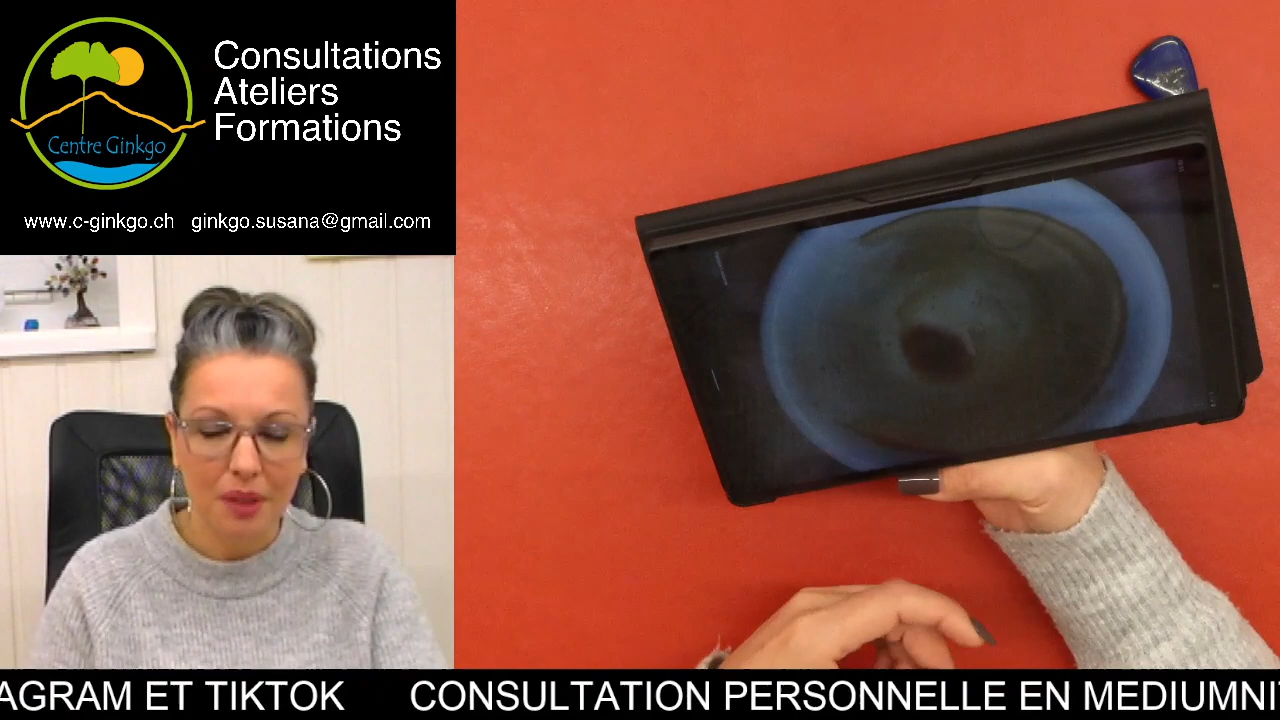 Consultations
Ateliers
Formations
Centre Ginkgo
www.c-ginkgo.ch ginkgo.susana@gmail.com
AGRAM ET TIKTOK CONSULTATION PERSONNELLE EN MEDIUMNI